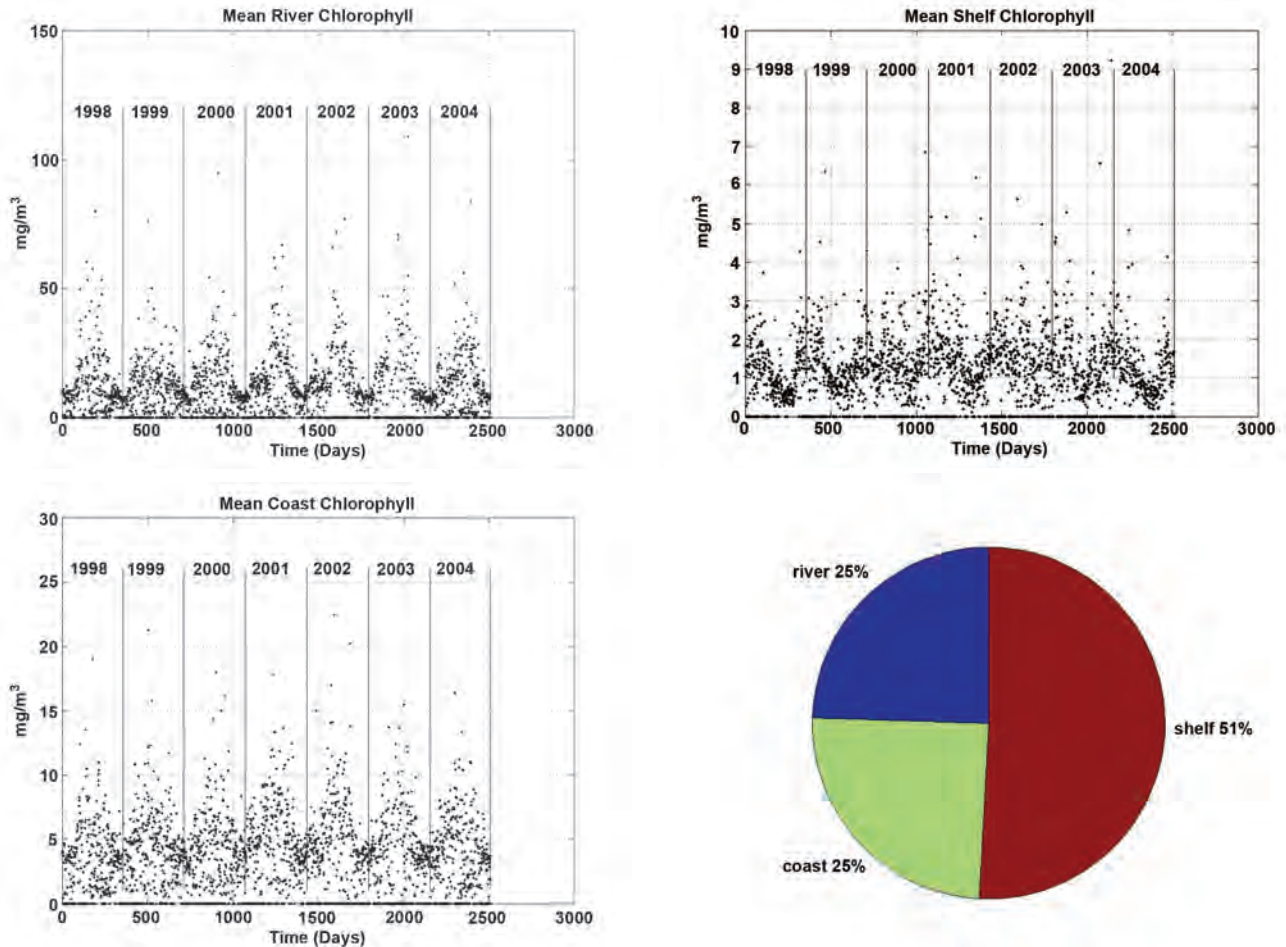 Mean River Chlorophyll
150
100
50
0
mg/m³
1998 1999 2000 2001 2002 2003 2004
0 500 1000 1500 2000 2500 3000
Time (Days)
Mean Shelf Chlorophyll
10
9
8
7
6
5
4
3
2
1
0
mg/m³
1998 1999 2000 2001 2002 2003 2004
0 500 1000 1500 2000 2500 3000
Time (Days)
Mean Coast Chlorophyll
30
25
20
15
10
5
0
mg/m³
1998 1999 2000 2001 2002 2003 2004
0 500 1000 1500 2000 2500 3000
Time (Days)
river 25%
shelf 51%
coast 25%